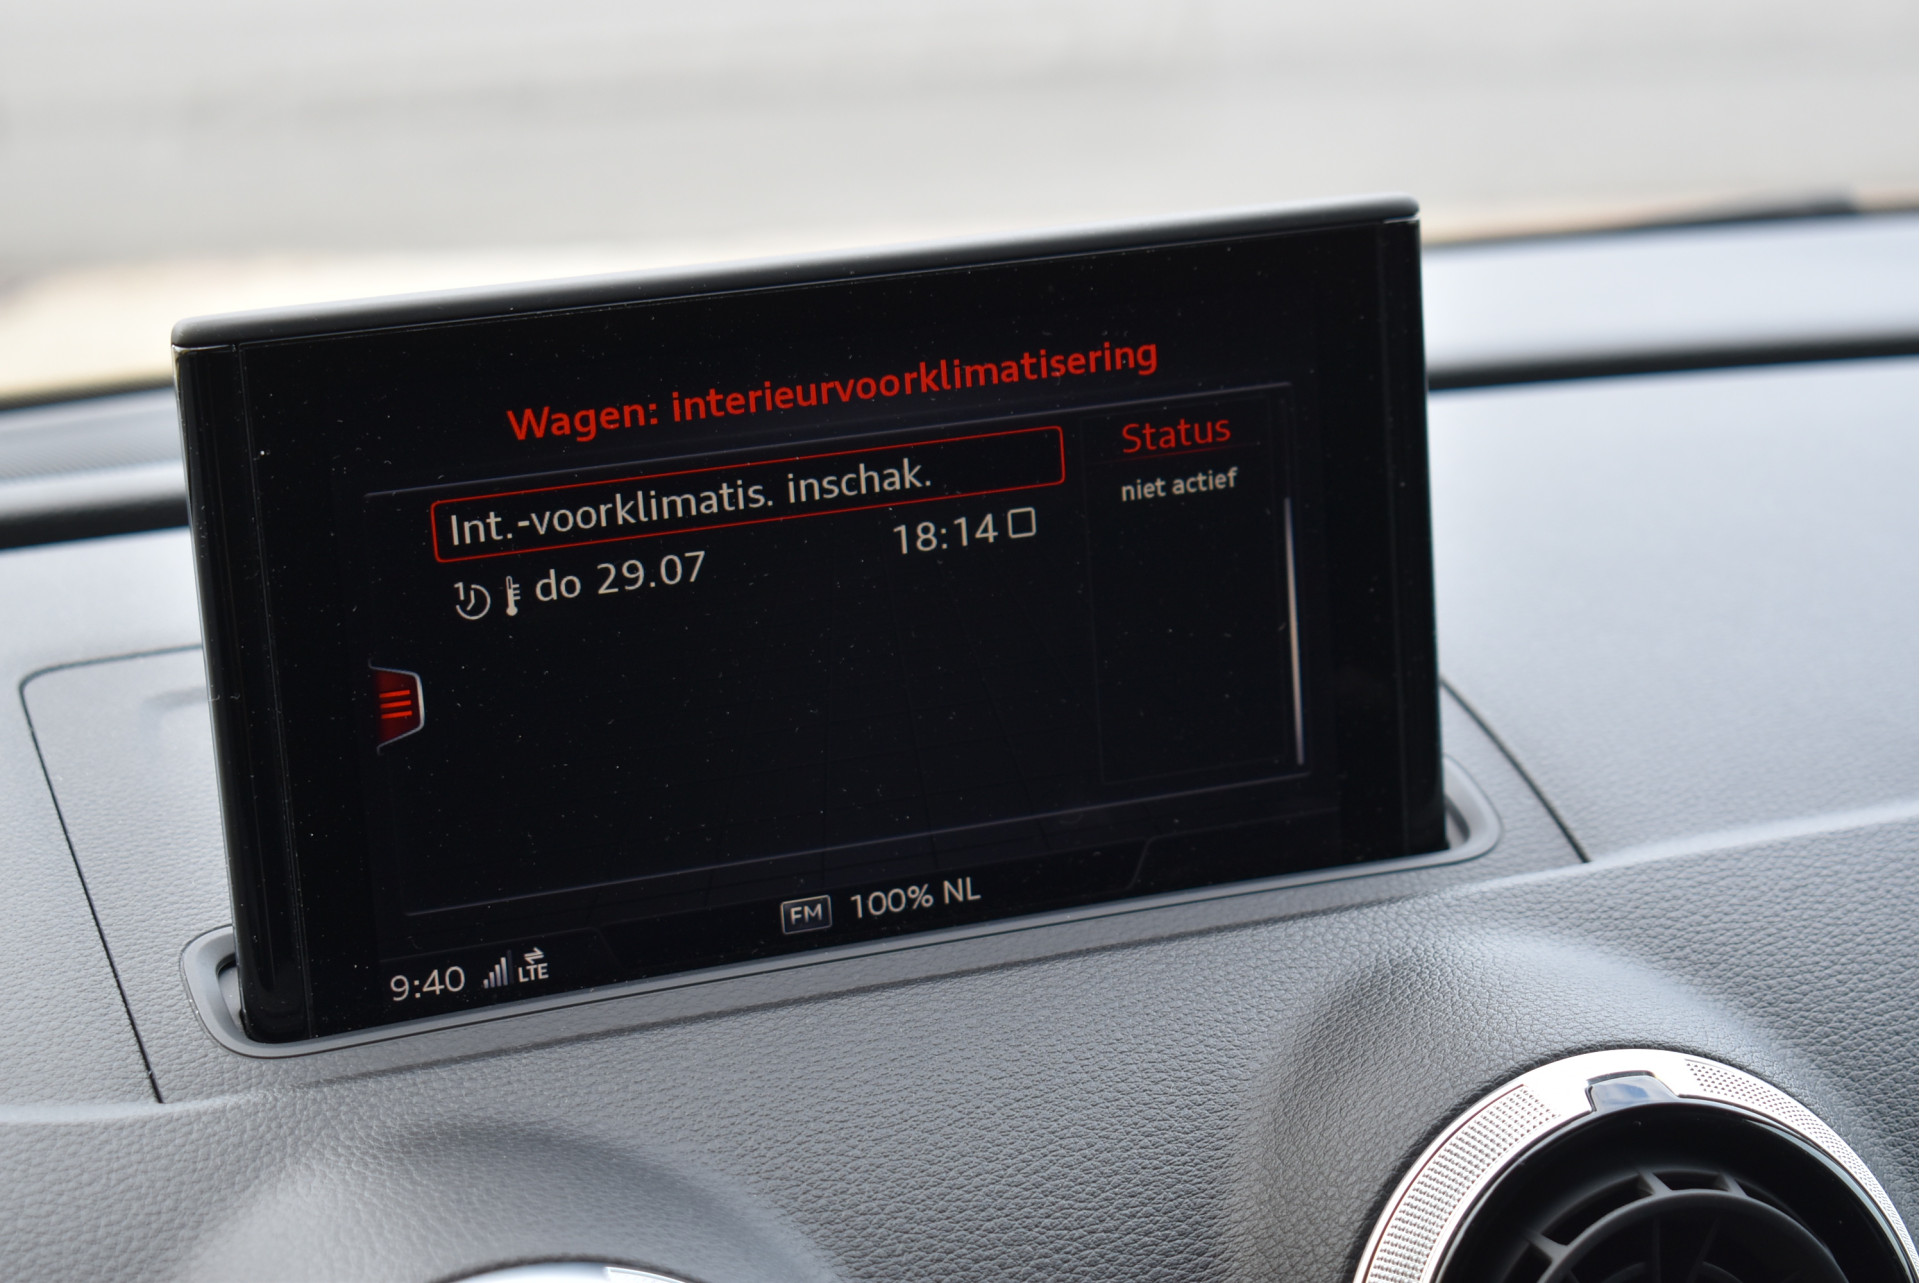 Wagen: interieurvoorklimatisering
Int.-voorklimatis. inschak.
1 do 29.07 18:14
Status
niet actief
FM 100% NL
9:40 LTE